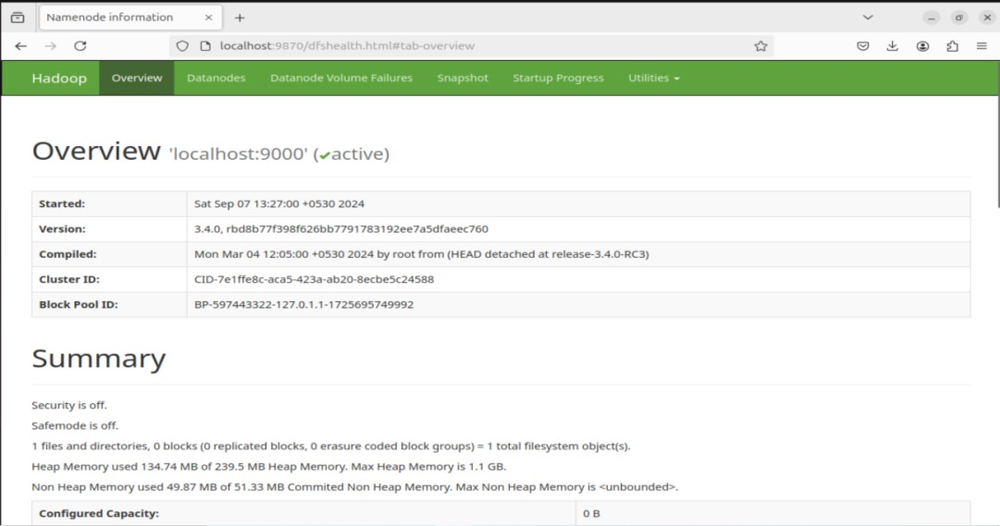 Namenode information
localhost:9870/dfshealth.html#tab-overview
Hadoop Overview Datanodes Datanode Volume Failures Snapshot Startup Progress Utilities
Overview 'localhost:9000' (✔active)
Started: Sat Sep 07 13:27:00 +0530 2024
Version: 3.4.0, rbd8b77f398f626bb7791783192ee7a5dfaeec760
Compiled: Mon Mar 04 12:05:00 +0530 2024 by root from (HEAD detached at release-3.4.0-RC3)
Cluster ID: CID-7e1ffe8c-aca5-423a-ab20-8ecbe5c24588
Block Pool ID: BP-597443322-127.0.1.1-1725695749992
Summary
Security is off.
Safemode is off.
1 files and directories, 0 blocks (0 replicated blocks, 0 erasure coded block groups) = 1 total filesystem object(s).
Heap Memory used 134.74 MB of 239.5 MB Heap Memory. Max Heap Memory is 1.1 GB.
Non Heap Memory used 49.87 MB of 51.33 MB Commited Non Heap Memory. Max Non Heap Memory is <unbounded>.
Configured Capacity: 0 B